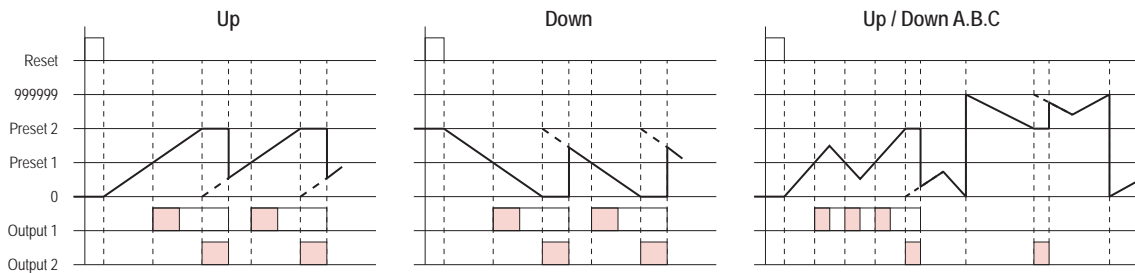 Up
Down
Up / Down A.B.C
Reset
999999
Preset 2
Preset 1
0
Output 1
Output 2